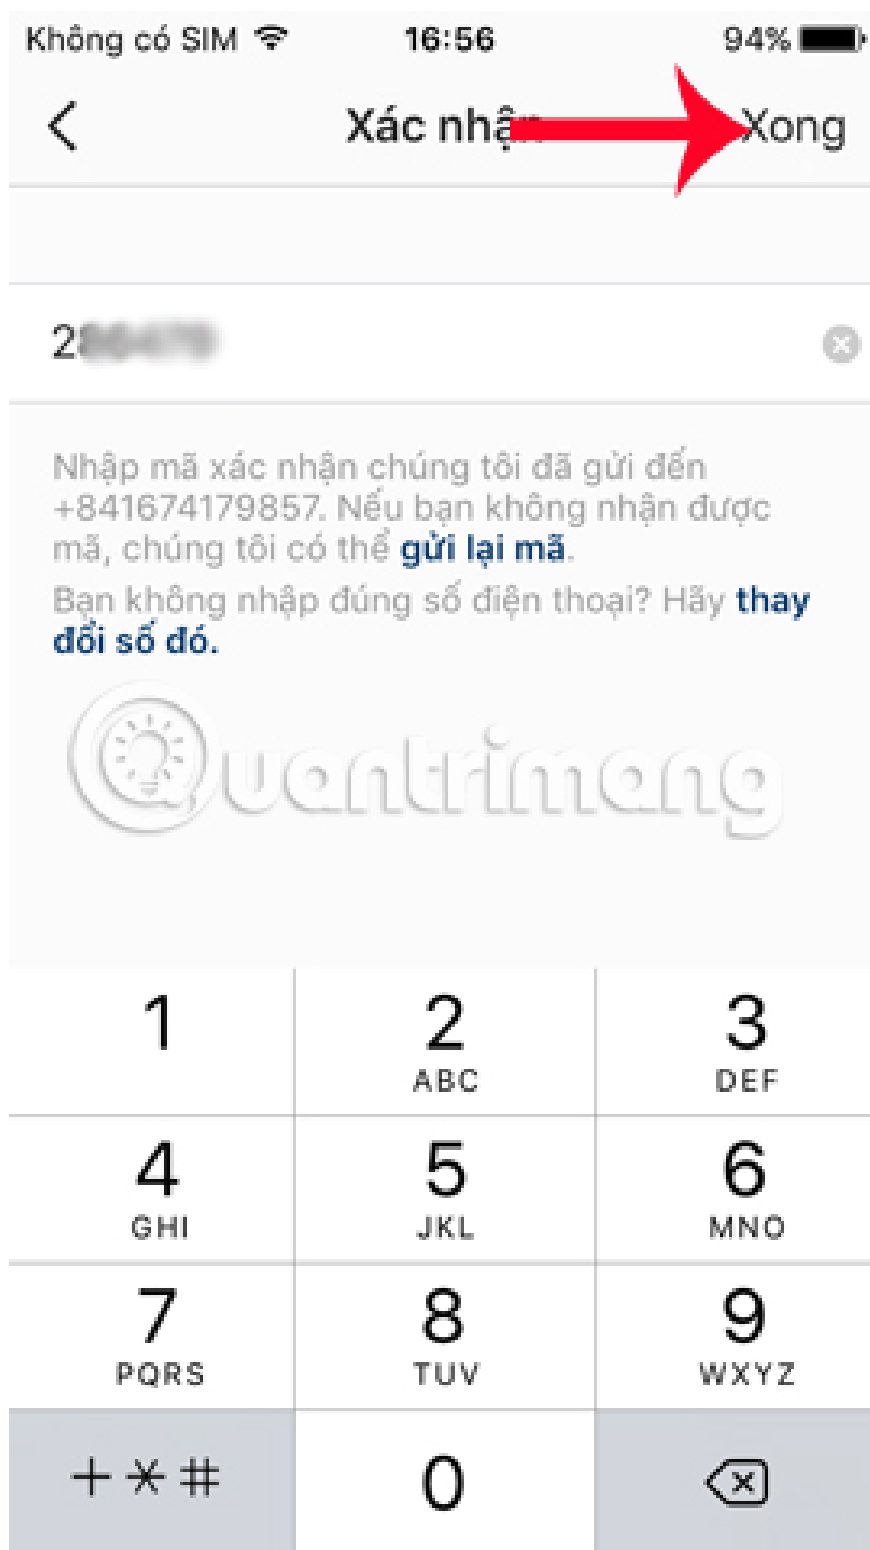 Không có SIM 16:56 94%
Xác nhận Xong
2
Nhập mã xác nhận chúng tôi đã gửi đến
+841674179857. Nếu bạn không nhận được
mã, chúng tôi có thể gửi lại mã.
Bạn không nhập đúng số điện thoại? Hãy thay
đổi số đó.
Quantrimang
1 2 3
ABC DEF
4 5 6
GHI JKL MNO
7 8 9
PQRS TUV WXYZ
+*# 0